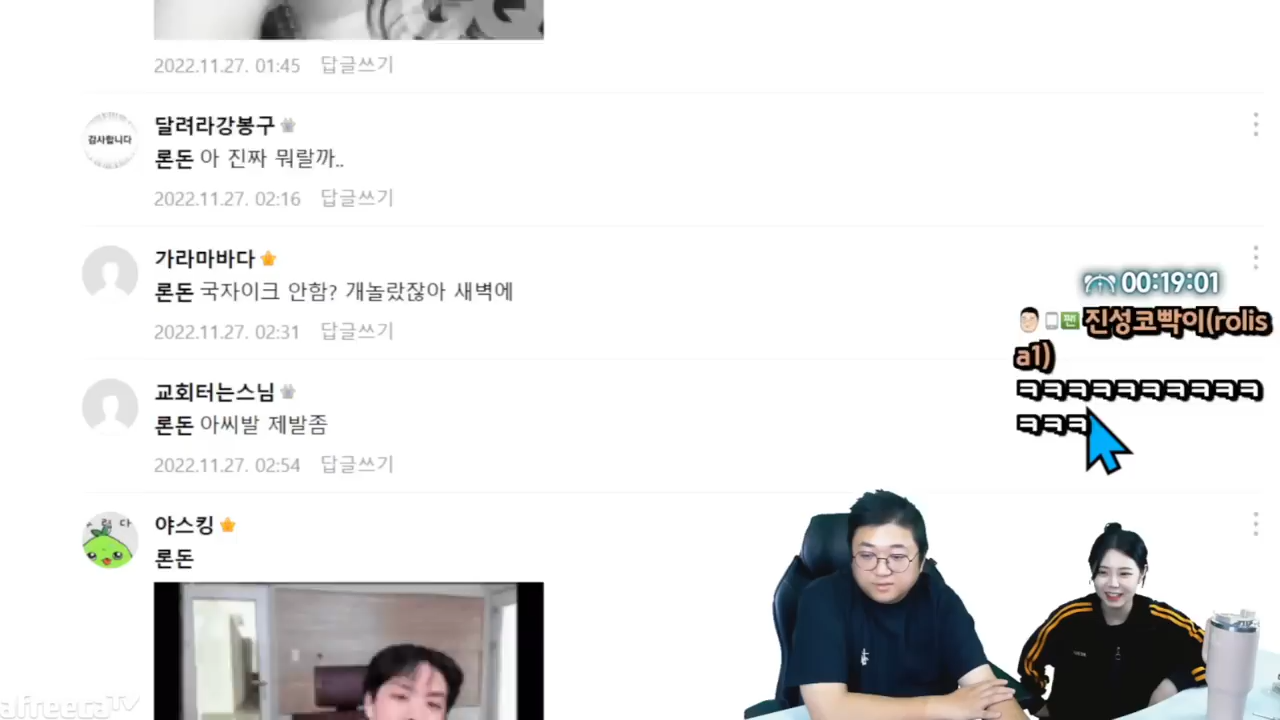 GQ
2022.11.27. 01:45 답글쓰기
감사합니다
달려라강봉구
론돈 아 진짜 뭐랄까..
2022.11.27. 02:16 답글쓰기
가라마바다
론돈 국자이크 안함? 개놀랐잖아 새벽에
2022.11.27. 02:31 답글쓰기
00:19:01
짼 진성코빡이(rolis
a1)
ㅋㅋㅋㅋㅋㅋㅋㅋㅋㅋ
ㅋㅋㅋ
교회터는스님
론돈 아씨발 제발좀
2022.11.27. 02:54 답글쓰기
야스킹
론돈
afreecaTV